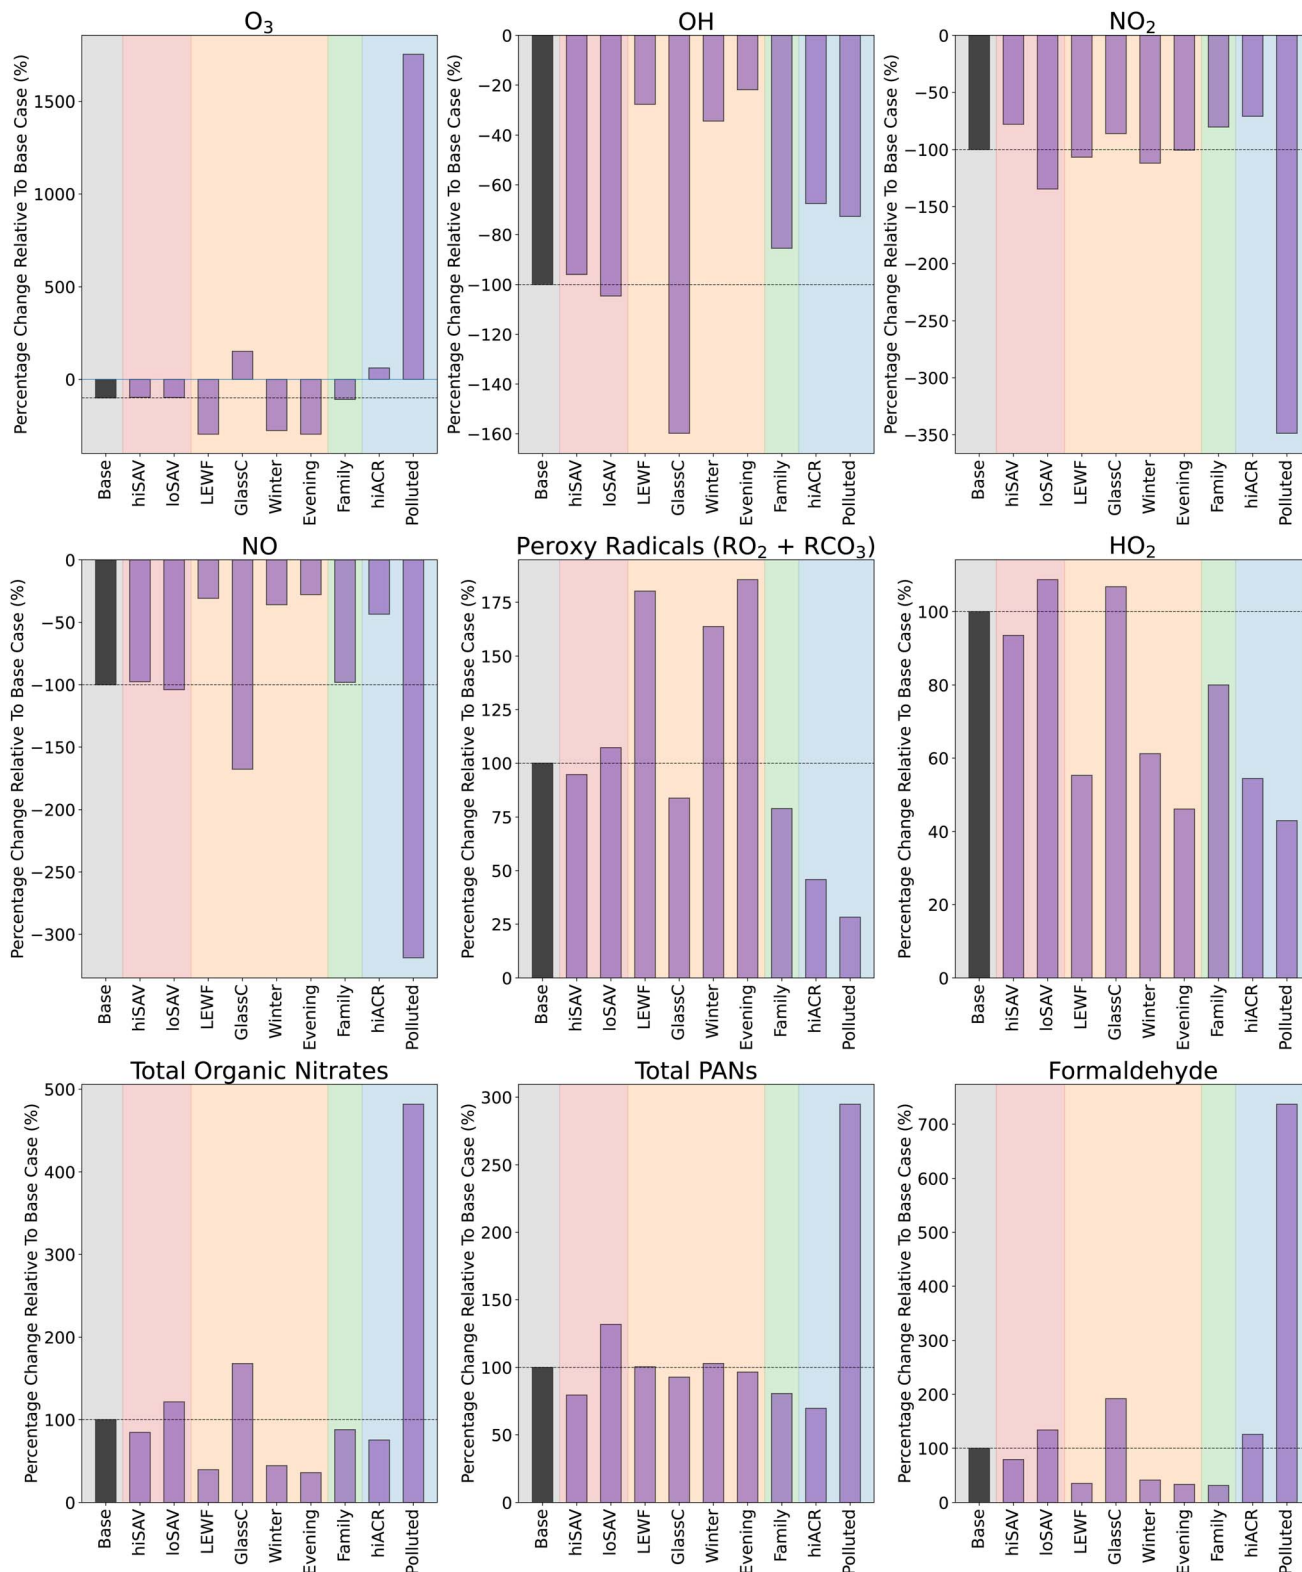 O₃
Percentage Change Relative To Base Case (%)
1500
1000
500
0
Base
hiSAV
loSAV
LEWF
GlassC
Winter
Evening
Family
hiACR
Polluted
OH
Percentage Change Relative To Base Case (%)
0
−20
−40
−60
−80
−100
−120
−140
−160
Base
hiSAV
loSAV
LEWF
GlassC
Winter
Evening
Family
hiACR
Polluted
NO₂
Percentage Change Relative To Base Case (%)
0
−50
−100
−150
−200
−250
−300
−350
Base
hiSAV
loSAV
LEWF
GlassC
Winter
Evening
Family
hiACR
Polluted
NO
Percentage Change Relative To Base Case (%)
0
−50
−100
−150
−200
−250
−300
Base
hiSAV
loSAV
LEWF
GlassC
Winter
Evening
Family
hiACR
Polluted
Peroxy Radicals (RO₂ + RCO₃)
Percentage Change Relative To Base Case (%)
175
150
125
100
75
50
25
0
Base
hiSAV
loSAV
LEWF
GlassC
Winter
Evening
Family
hiACR
Polluted
HO₂
Percentage Change Relative To Base Case (%)
100
80
60
40
20
0
Base
hiSAV
loSAV
LEWF
GlassC
Winter
Evening
Family
hiACR
Polluted
Total Organic Nitrates
Percentage Change Relative To Base Case (%)
500
400
300
200
100
0
Base
hiSAV
loSAV
LEWF
GlassC
Winter
Evening
Family
hiACR
Polluted
Total PANs
Percentage Change Relative To Base Case (%)
300
250
200
150
100
50
0
Base
hiSAV
loSAV
LEWF
GlassC
Winter
Evening
Family
hiACR
Polluted
Formaldehyde
Percentage Change Relative To Base Case (%)
700
600
500
400
300
200
100
0
Base
hiSAV
loSAV
LEWF
GlassC
Winter
Evening
Family
hiACR
Polluted